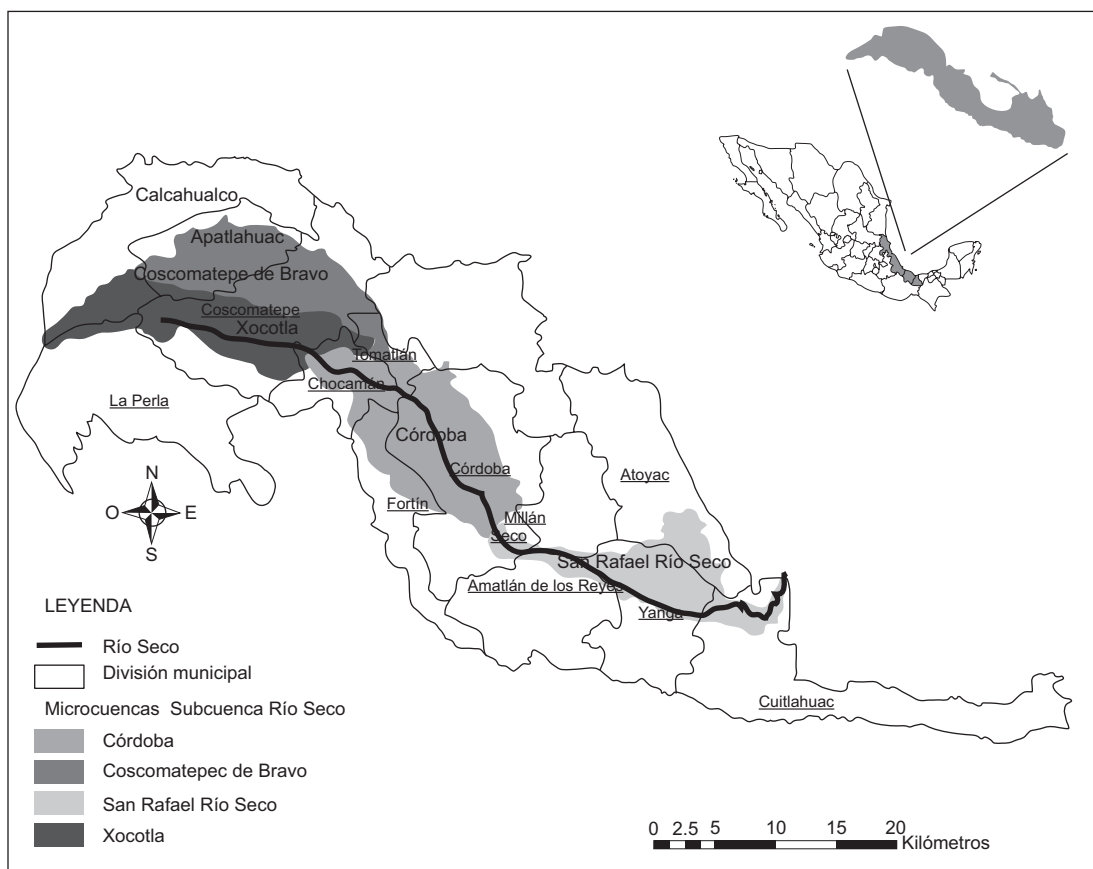 Calcahualco
Apatlahuac
Coscomatepe de Bravo
Coscomatepe
Xocotla
Tomatlán
Chocamán
La Perla
Córdoba
Córdoba
Atoyac
Fortín
Millán
Seco
San Rafael Río Seco
Amatlán de los Reyes
Yanga
Cuitlahuac
N
O E
S
LEYENDA
Río Seco
División municipal
Microcuencas Subcuenca Río Seco
Córdoba
Coscomatepec de Bravo
San Rafael Río Seco
Xocotla
0 2.5 5 10 15 20
Kilómetros